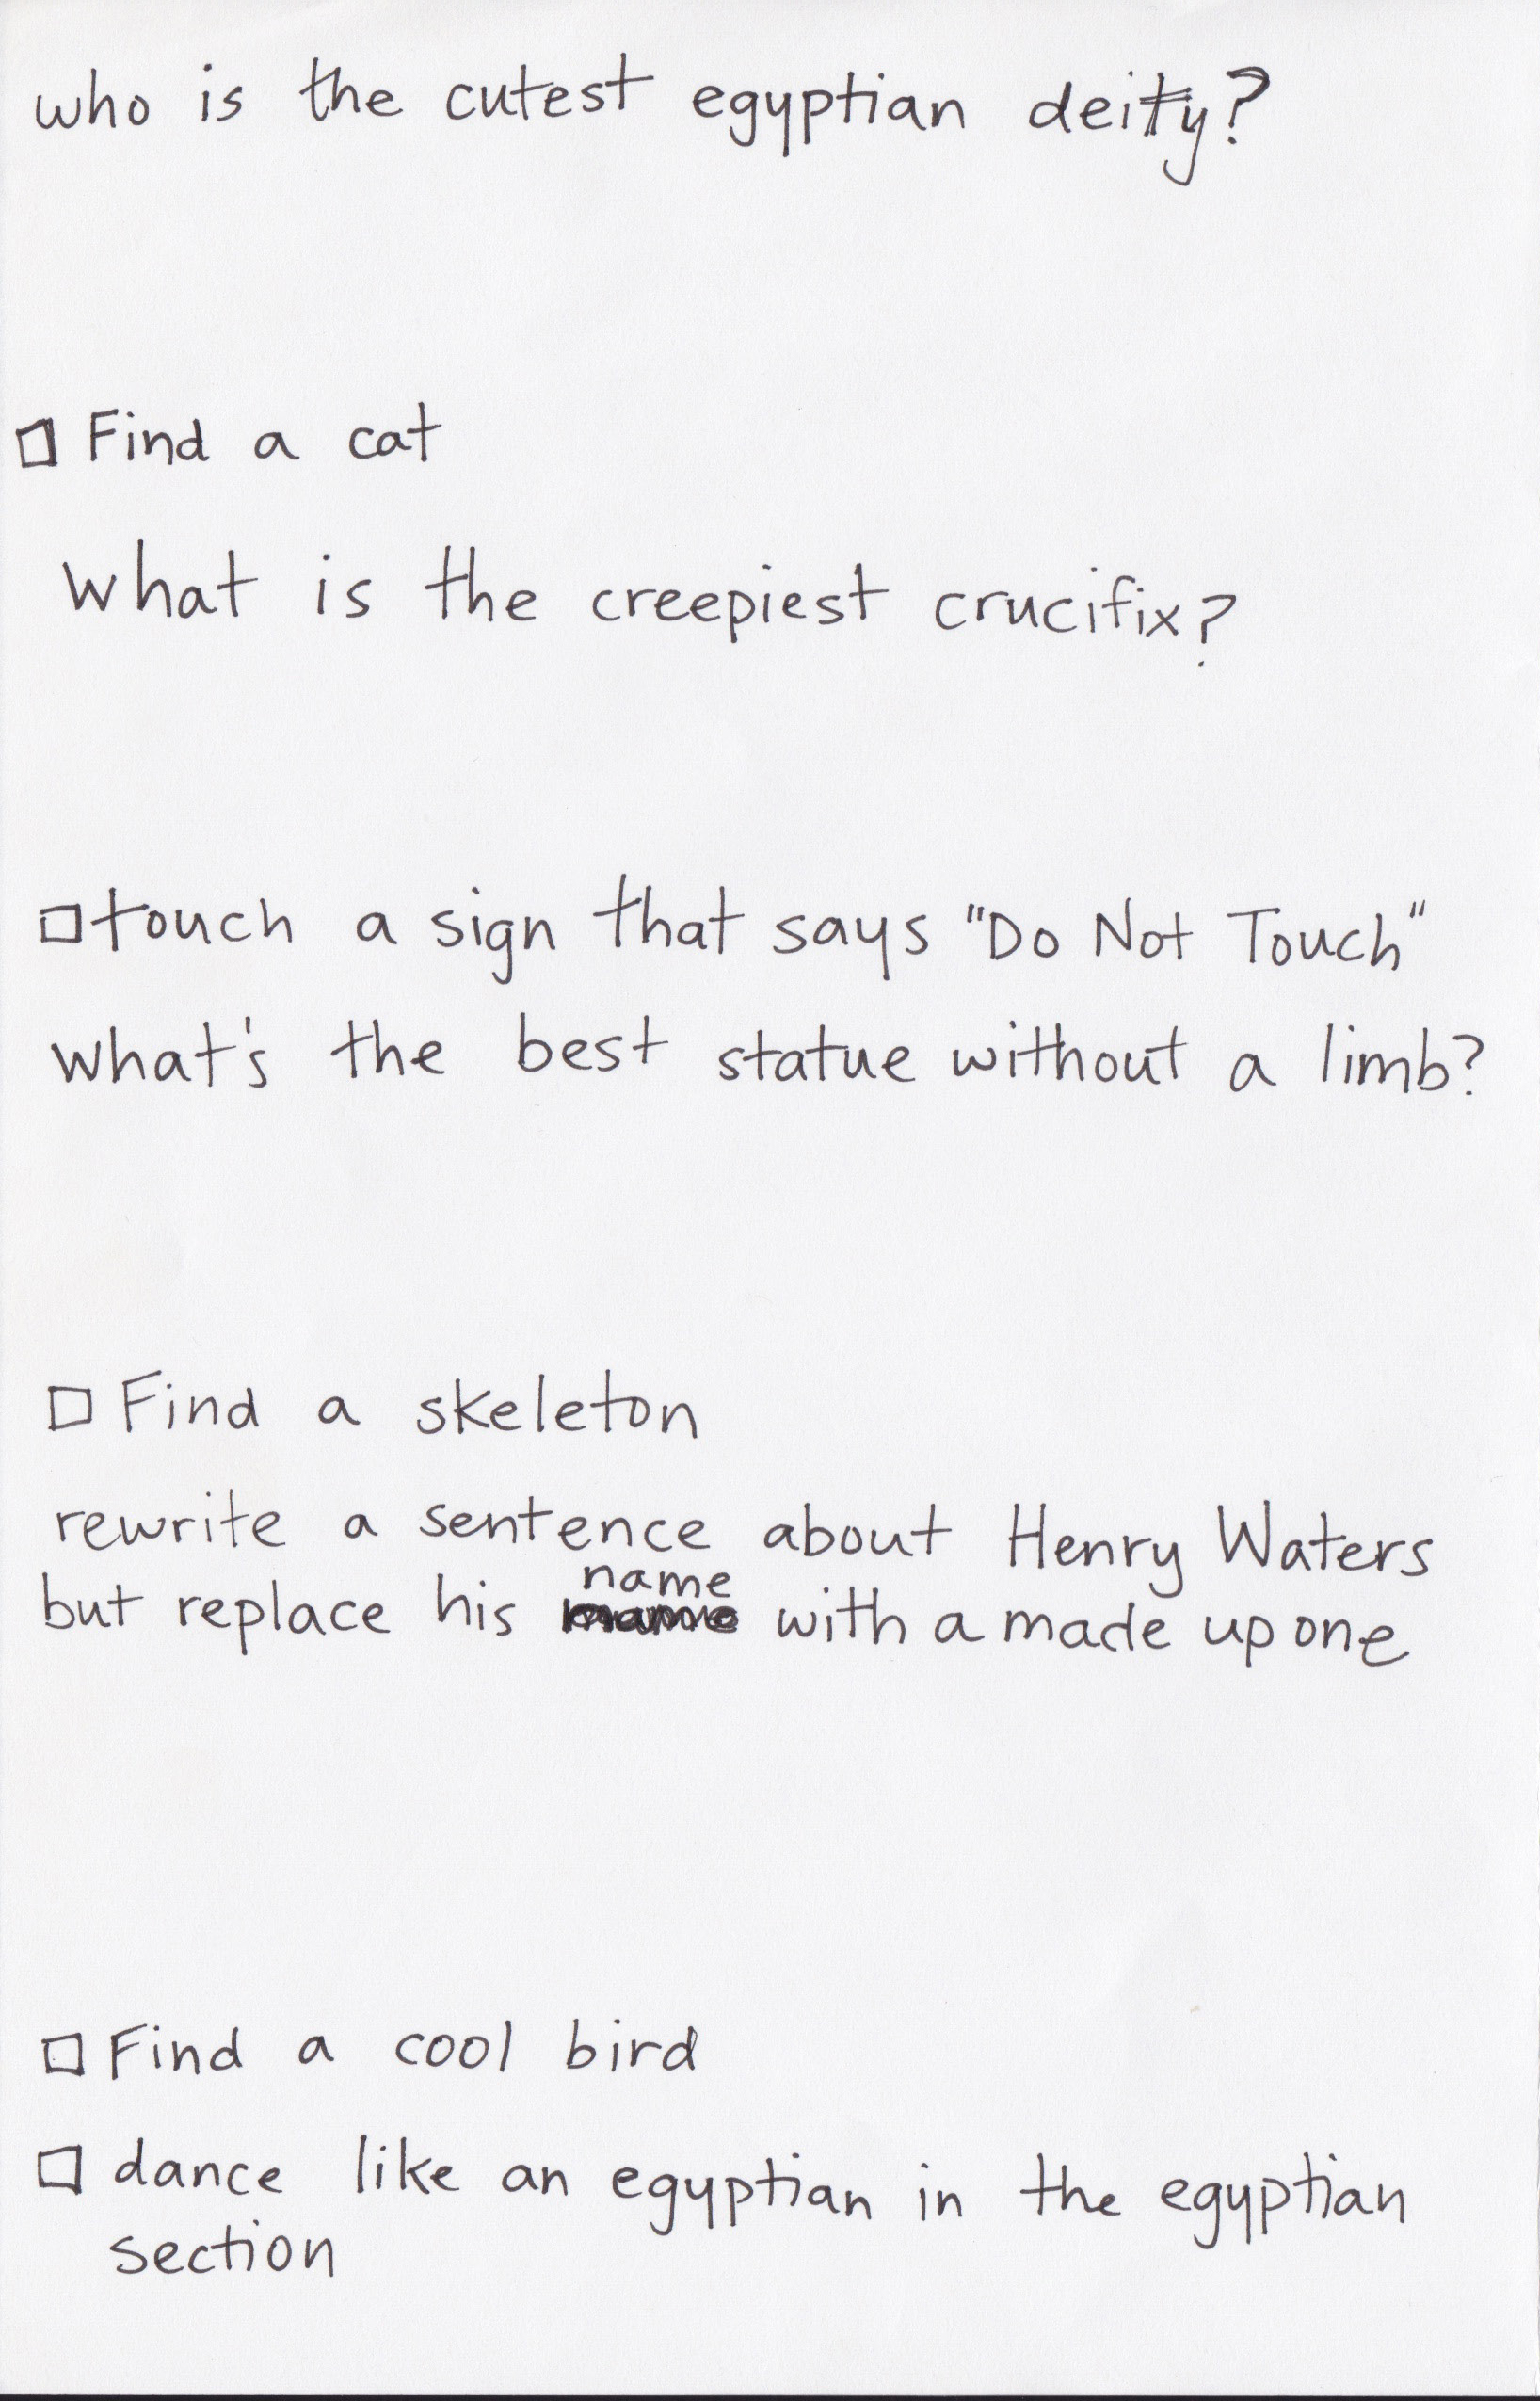 who is the cutest egyptian deity?
□ Find a cat
What is the creepiest crucifix?
□ touch a sign that says "Do Not Touch"
what's the best statue without a limb?
□ Find a skeleton
rewrite a sentence about Henry Waters
but replace his name with a made up one
□ Find a cool bird
□ dance like an egyptian in the egyptian
section